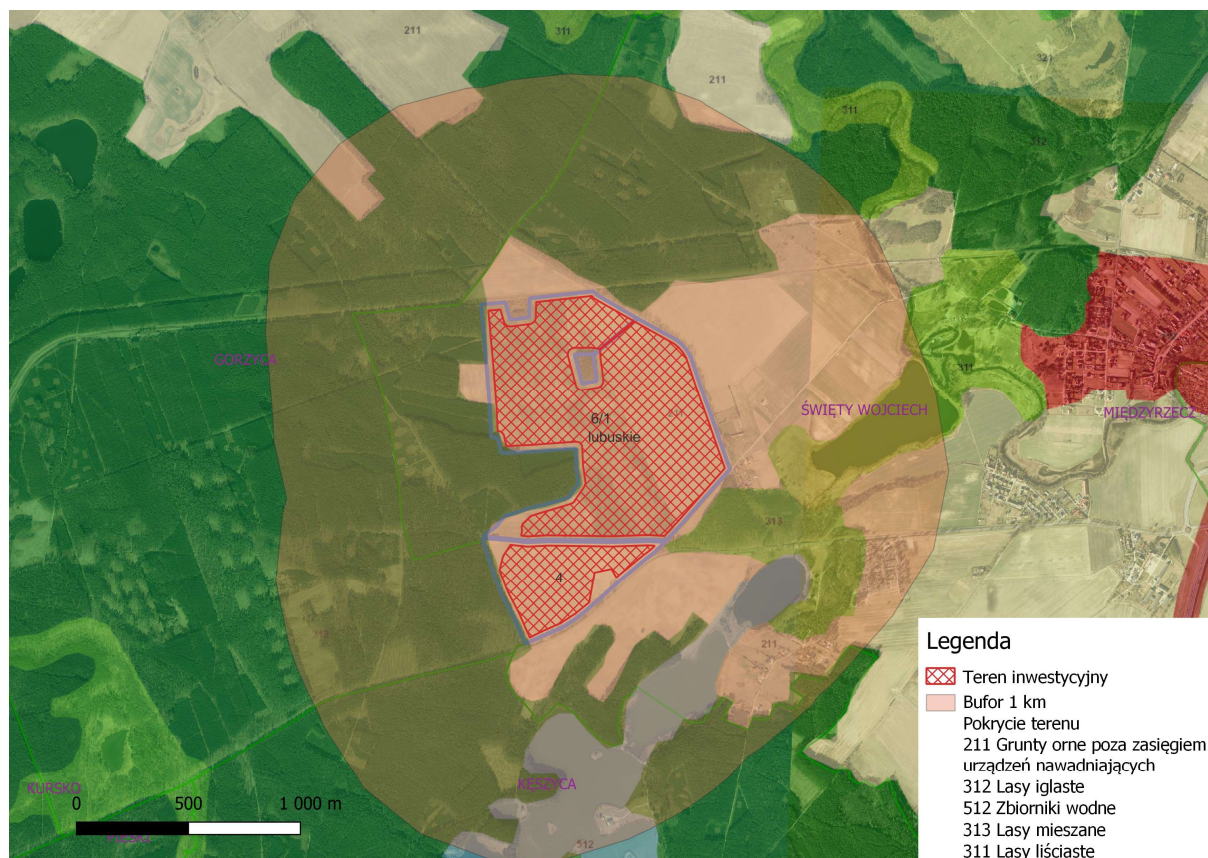 211
311
321
211
311
312
GORZYCA
311
ŚWIĘTY WOJCIECH
MIĘDZYRZECZ
6/1
lubuskie
313
4
211
KURSKO
KĘSZYCA
512
0 500 1 000 m
Legenda
Teren inwestycyjny
Bufor 1 km
Pokrycie terenu
211 Grunty orne poza zasięgiem
urządzeń nawadniających
312 Lasy iglaste
512 Zbiorniki wodne
313 Lasy mieszane
311 Lasy liściaste